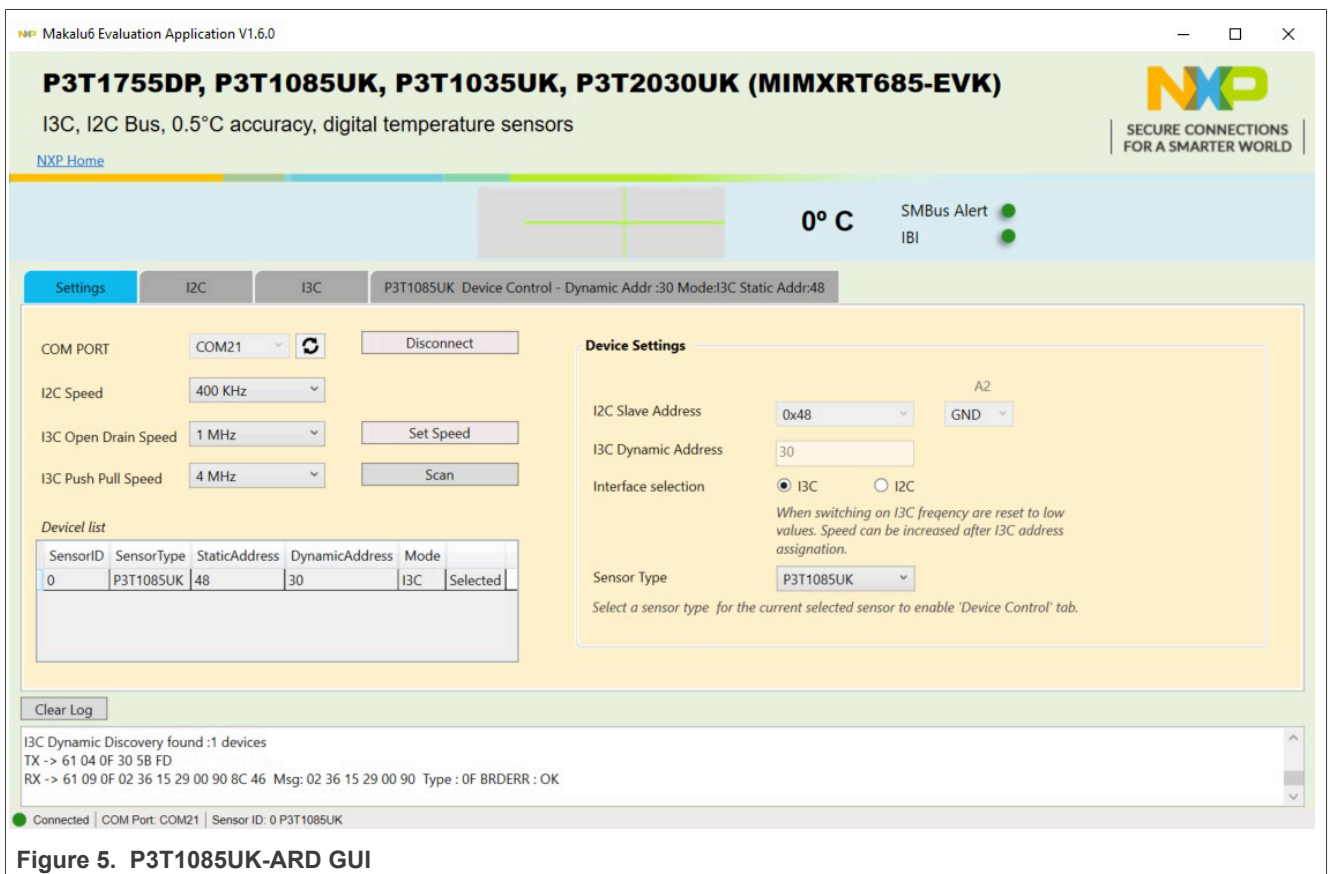 NXP Makalu6 Evaluation Application V1.6.0
P3T1755DP, P3T1085UK, P3T1035UK, P3T2030UK (MIMXRT685-EVK)
I3C, I2C Bus, 0.5°C accuracy, digital temperature sensors
NXP Home
NXP
SECURE CONNECTIONS
FOR A SMARTER WORLD
0º C
SMBus Alert
IBI
Settings I2C I3C P3T1085UK Device Control - Dynamic Addr :30 Mode:I3C Static Addr:48
COM PORT COM21 Disconnect
I2C Speed 400 KHz
I3C Open Drain Speed 1 MHz Set Speed
I3C Push Pull Speed 4 MHz Scan
Devicel list
SensorID SensorType StaticAddress DynamicAddress Mode
0 P3T1085UK 48 30 I3C Selected
Device Settings
A2
I2C Slave Address 0x48 GND
I3C Dynamic Address 30
Interface selection I3C I2C
When switching on I3C freqency are reset to low
values. Speed can be increased after I3C address
assignation.
Sensor Type P3T1085UK
Select a sensor type for the current selected sensor to enable 'Device Control' tab.
Clear Log
I3C Dynamic Discovery found :1 devices
TX -> 61 04 0F 30 5B FD
RX -> 61 09 0F 02 36 15 29 00 90 8C 46 Msg: 02 36 15 29 00 90 Type : 0F BRDERR : OK
Connected COM Port: COM21 Sensor ID: 0 P3T1085UK
Figure 5. P3T1085UK-ARD GUI